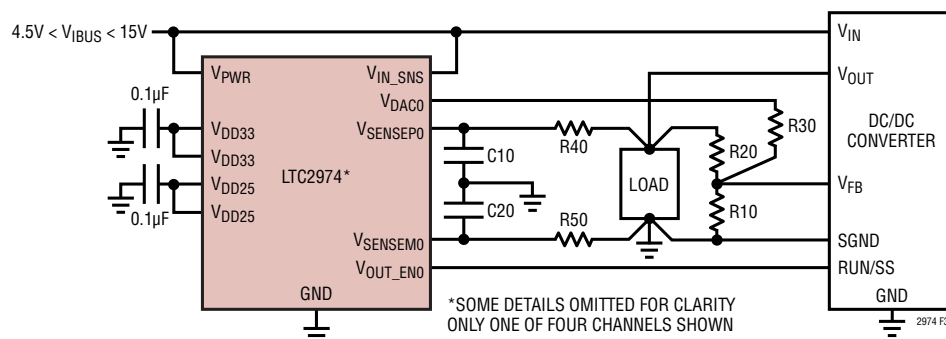 4.5V < VIBUS < 15V
VPWR
VIN_SNS
VIN
0.1µF
VDAC0
VOUT
VDD33
VSENSEP0
R30
DC/DC
CONVERTER
VDD33
R40
C10
R20
LTC2974*
LOAD
VDD25
VFB
VDD25
C20
R10
0.1µF
R50
VSENSEM0
SGND
VOUT_EN0
RUN/SS
GND
*SOME DETAILS OMITTED FOR CLARITY
ONLY ONE OF FOUR CHANNELS SHOWN
GND
2974